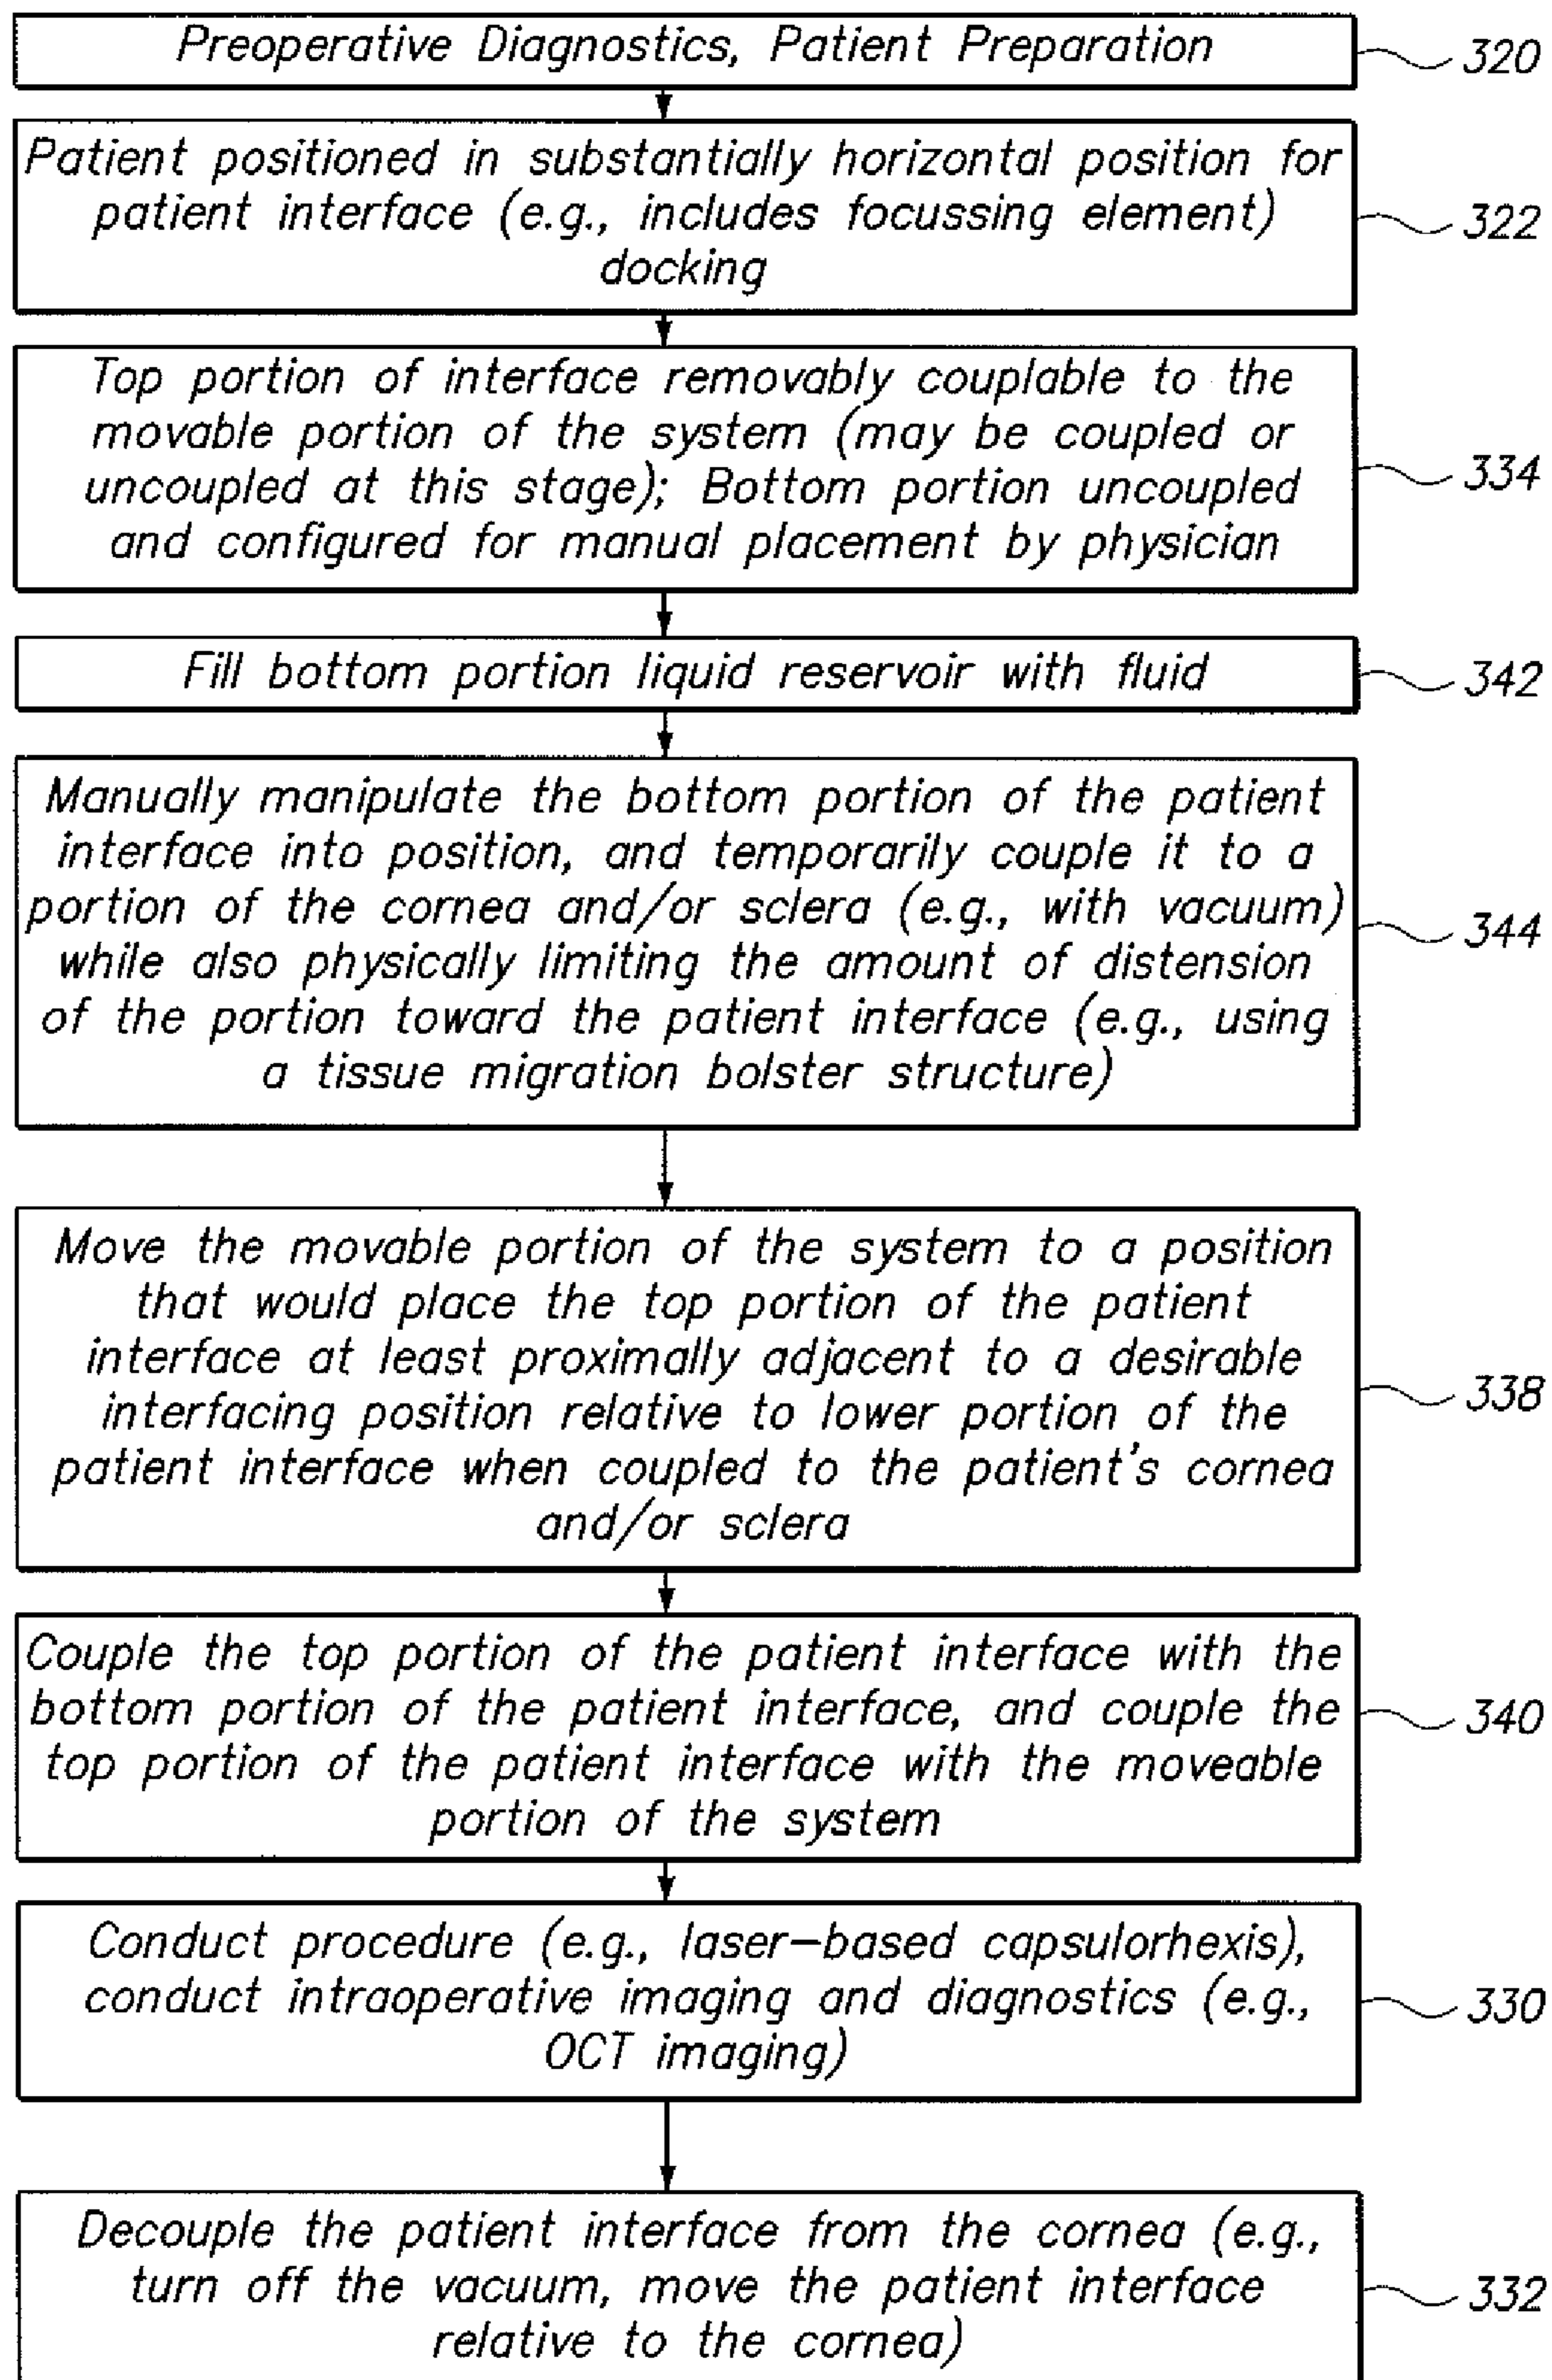 Preoperative Diagnostics, Patient Preparation
320
Patient positioned in substantially horizontal position for
patient interface (e.g., includes focussing element)
docking
322
Top portion of interface removably couplable to the
movable portion of the system (may be coupled or
uncoupled at this stage); Bottom portion uncoupled
and configured for manual placement by physician
334
Fill bottom portion liquid reservoir with fluid
342
Manually manipulate the bottom portion of the patient
interface into position, and temporarily couple it to a
portion of the cornea and/or sclera (e.g., with vacuum)
while also physically limiting the amount of distension
of the portion toward the patient interface (e.g., using
a tissue migration bolster structure)
344
Move the movable portion of the system to a position
that would place the top portion of the patient
interface at least proximally adjacent to a desirable
interfacing position relative to lower portion of the
patient interface when coupled to the patient's cornea
and/or sclera
338
Couple the top portion of the patient interface with the
bottom portion of the patient interface, and couple the
top portion of the patient interface with the moveable
portion of the system
340
Conduct procedure (e.g., laser-based capsulorhexis),
conduct intraoperative imaging and diagnostics (e.g.,
OCT imaging)
330
Decouple the patient interface from the cornea (e.g.,
turn off the vacuum, move the patient interface
relative to the cornea)
332